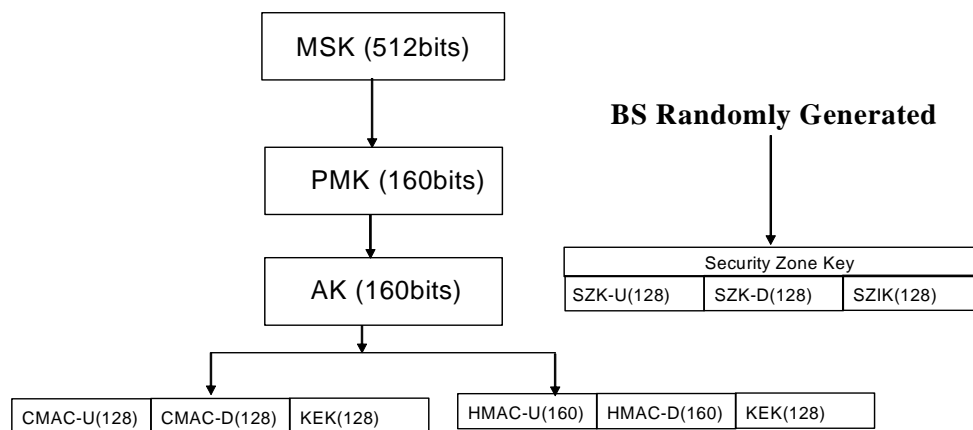 MSK (512bits)
BS Randomly Generated
PMK (160bits)
Security Zone Key
AK (160bits)
SZK-U(128) SZK-D(128) SZIK(128)
CMAC-U(128) CMAC-D(128) KEK(128) HMAC-U(160) HMAC-D(160) KEK(128)